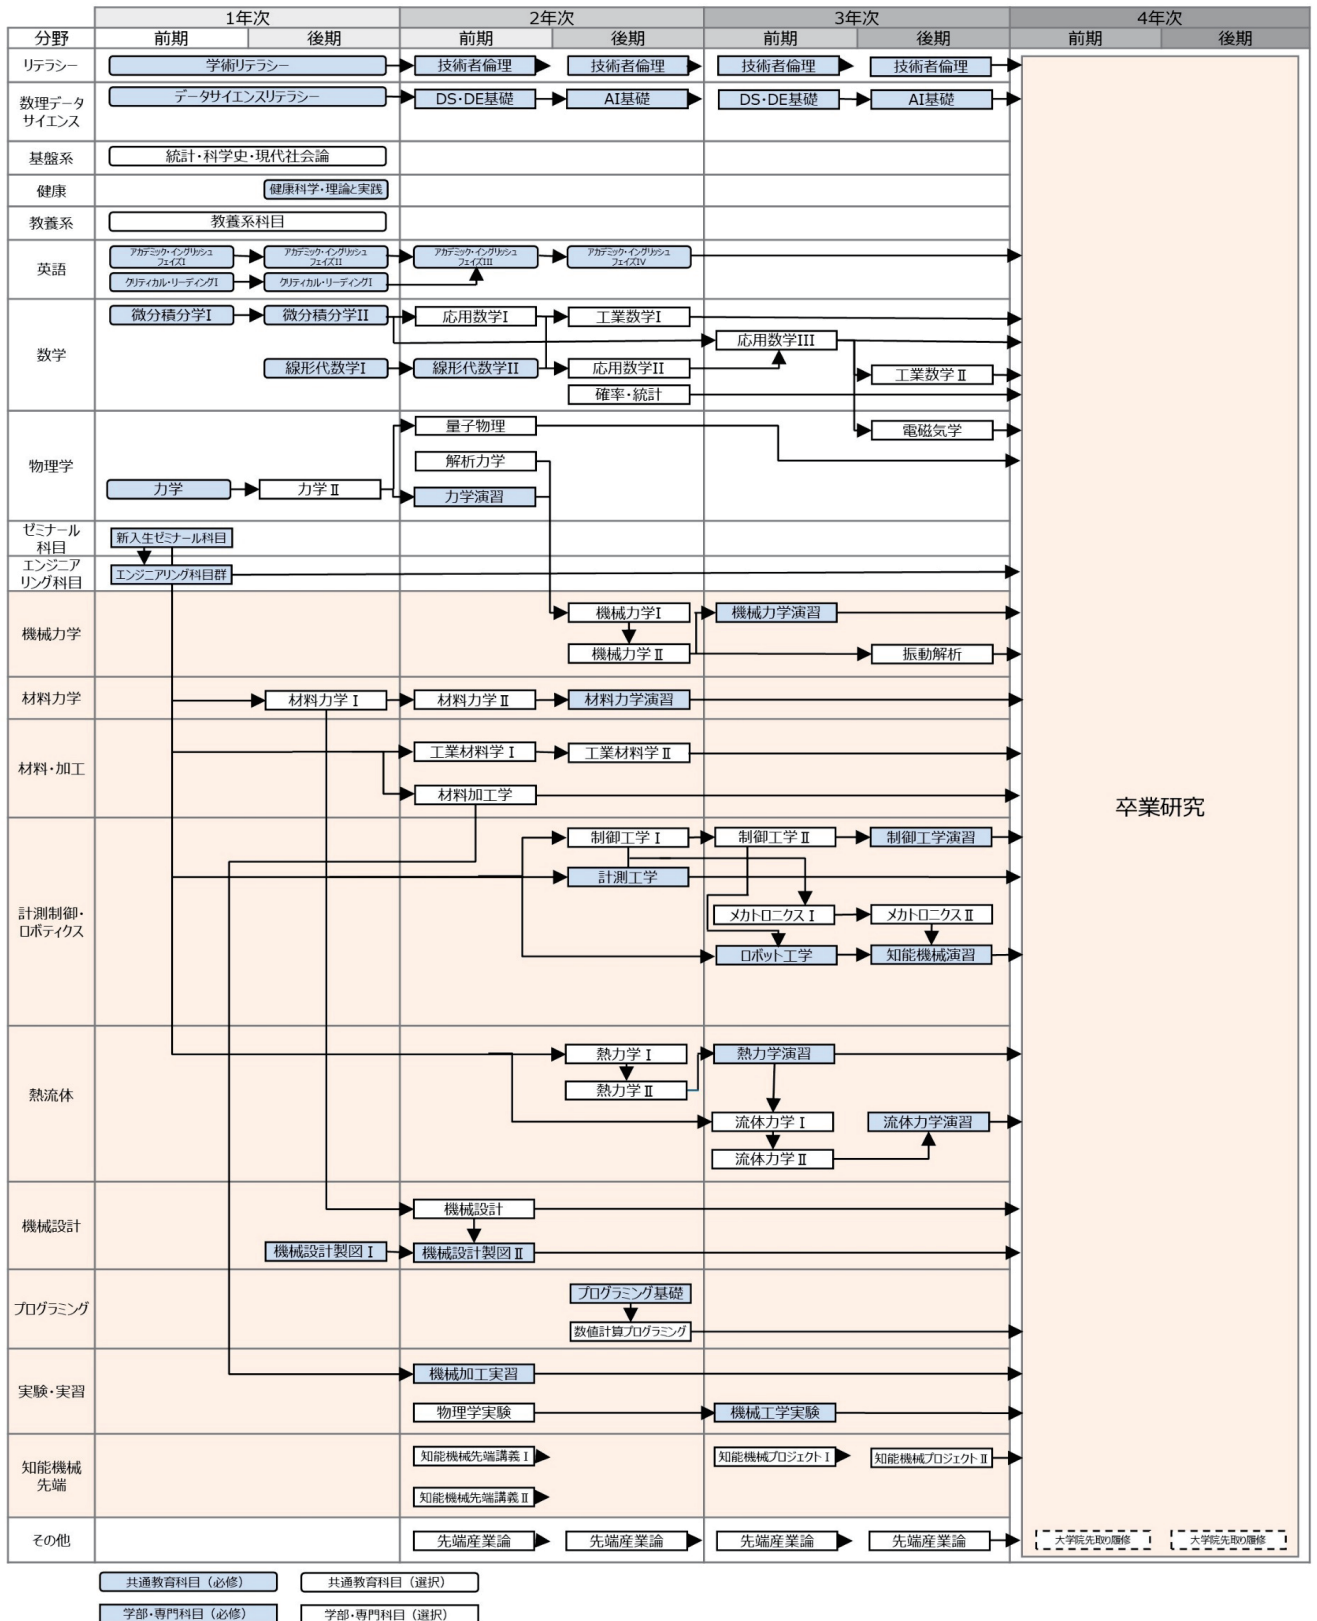 1年次 2年次 3年次 4年次
分野 前期 後期 前期 後期 前期 後期 前期 後期
リテラシー 学術リテラシー 技術者倫理 技術者倫理 技術者倫理 技術者倫理
数理データ
サイエンス
データサイエンスリテラシー DS・DE基礎 AI基礎 DS・DE基礎 AI基礎
基盤系 統計・科学史・現代社会論
健康 健康科学・理論と実践
教養系 教養系科目
英語
アカデミック・イングリッシュ
フェイズI
アカデミック・イングリッシュ
フェイズII
アカデミック・イングリッシュ
フェイズIII
アカデミック・イングリッシュ
フェイズIV
クリティカル・リーディングI クリティカル・リーディングI
数学
微分積分学I 微分積分学II 応用数学I 工業数学I
応用数学III
線形代数学I 線形代数学II 応用数学II 工業数学Ⅱ
確率・統計
物理学
量子物理 電磁気学
解析力学
力学 力学Ⅱ 力学演習
ゼミナール
科目
新入生ゼミナール科目
エンジニア
リング科目
エンジニアリング科目群
機械力学
機械力学I 機械力学演習
機械力学Ⅱ 振動解析
材料力学 材料力学Ⅰ 材料力学Ⅱ 材料力学演習
材料・加工
工業材料学Ⅰ 工業材料学Ⅱ
材料加工学
卒業研究
計測制御・
ロボティクス
制御工学Ⅰ 制御工学Ⅱ 制御工学演習
計測工学
メカトロニクスⅠ メカトロニクスⅡ
ロボット工学 知能機械演習
熱流体
熱力学Ⅰ 熱力学演習
熱力学Ⅱ
流体力学Ⅰ 流体力学演習
流体力学Ⅱ
機械設計
機械設計
機械設計製図Ⅰ 機械設計製図Ⅱ
プログラミング
プログラミング基礎
数値計算プログラミング
実験・実習
機械加工実習
物理学実験 機械工学実験
知能機械
先端
知能機械先端講義Ⅰ 知能機械プロジェクトⅠ 知能機械プロジェクトⅡ
知能機械先端講義Ⅱ
その他 先端産業論 先端産業論 先端産業論 先端産業論 大学院先取り履修 大学院先取り履修
共通教育科目（必修） 共通教育科目（選択）
学部・専門科目（必修） 学部・専門科目（選択）